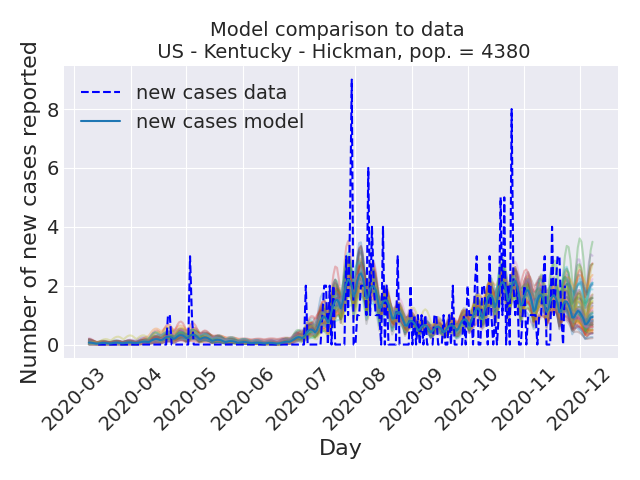 Model comparison to data
US - Kentucky - Hickman, pop. = 4380
Number of new cases reported
new cases data
new cases model
8
6
4
2
0
2020-03
2020-04
2020-05
2020-06
2020-07
2020-08
2020-09
2020-10
2020-11
2020-12
Day